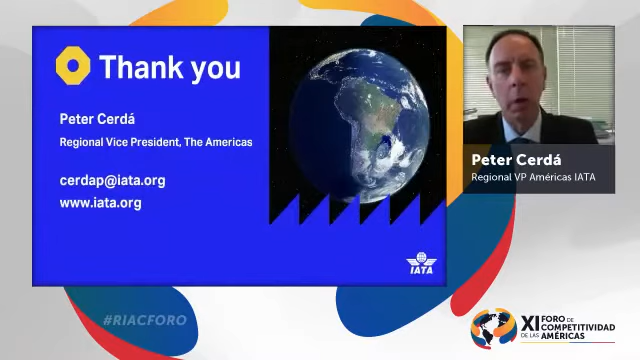 Thank you
Peter Cerdá
Regional Vice President, The Americas
cerdap@iata.org
www.iata.org
IATA
Peter Cerdá
Regional VP Américas IATA
#RIACFORO
XI FORO DE
COMPETITIVIDAD
DE LAS AMÉRICAS